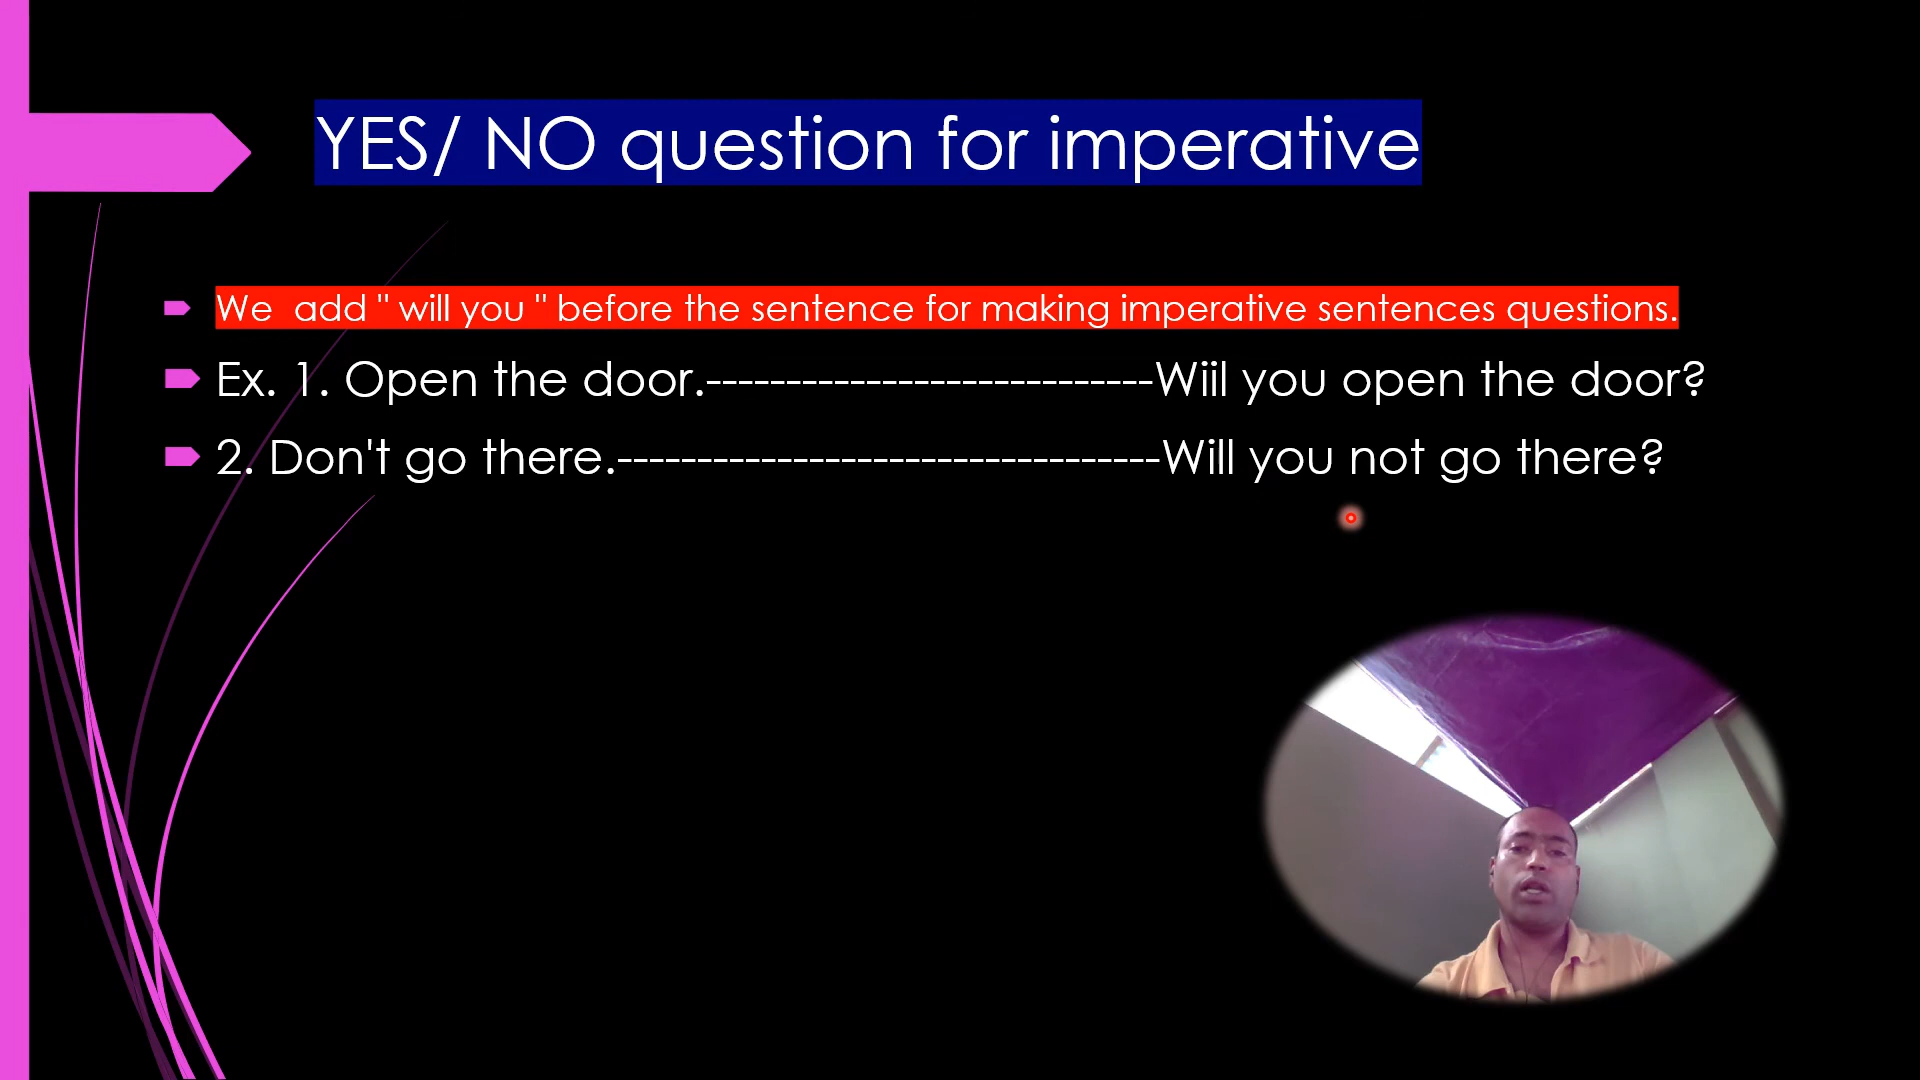 YES/ NO question for imperative
We  add " will you " before the sentence for making imperative sentences questions.
Ex. 1. Open the door.----------------------------Wiil you open the door?
2. Don't go there.----------------------------------Will you not go there?